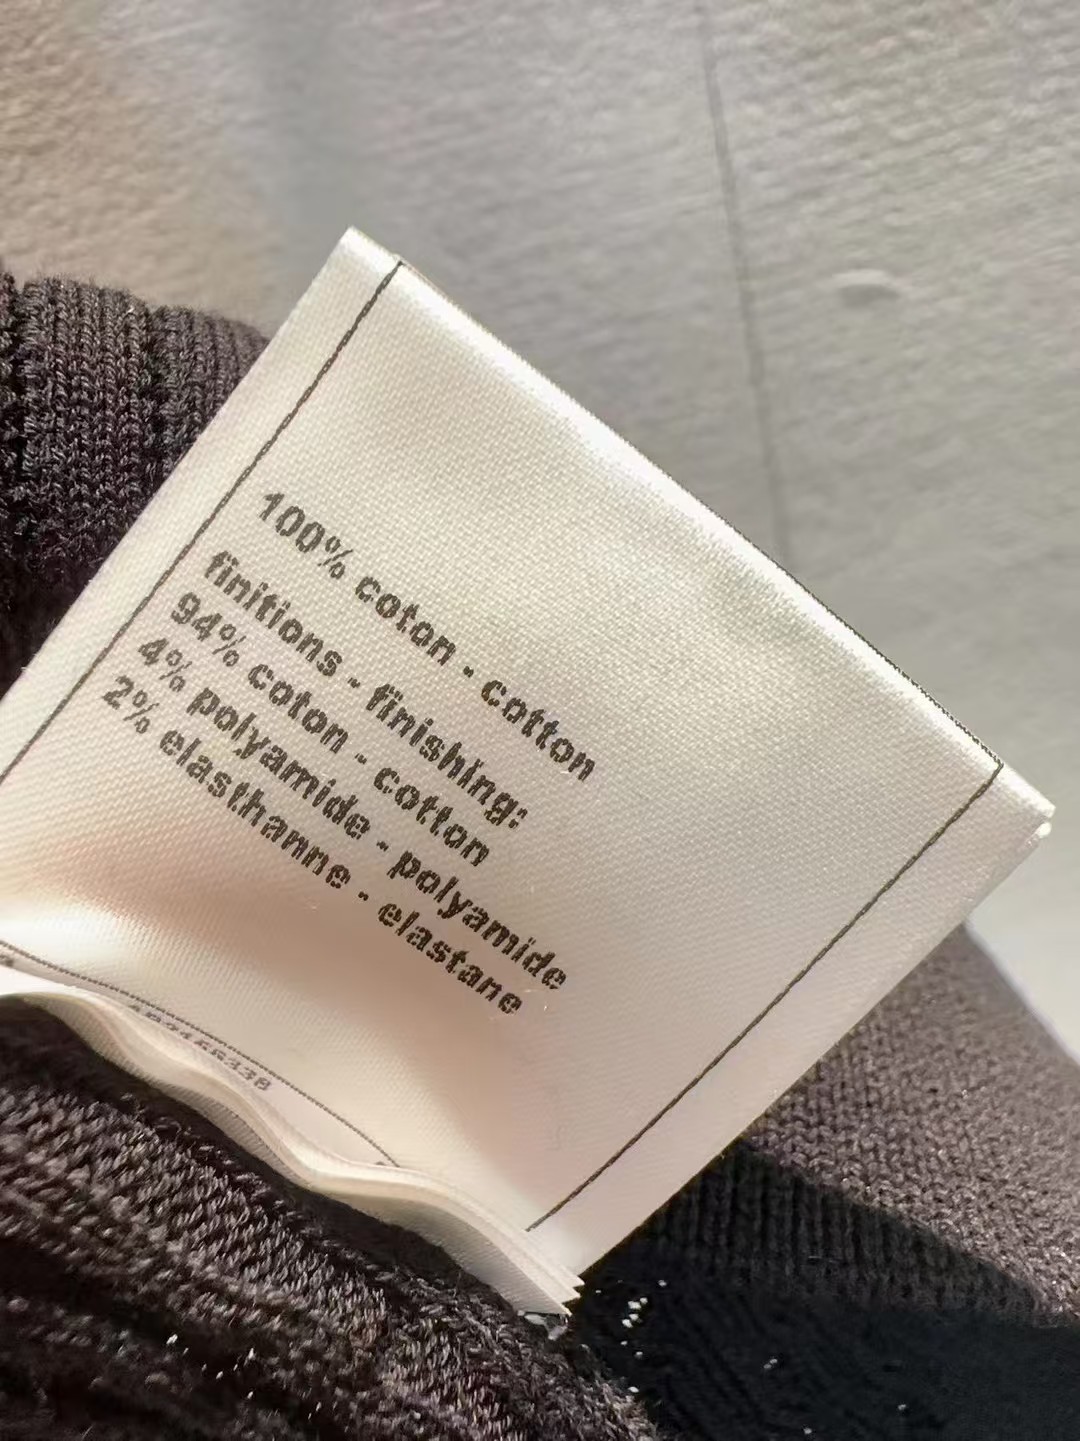 100% coton - cotton
finitions - finishing:
94% coton - cotton
4% polyamide - polyamide
2% elasthanne - elastane